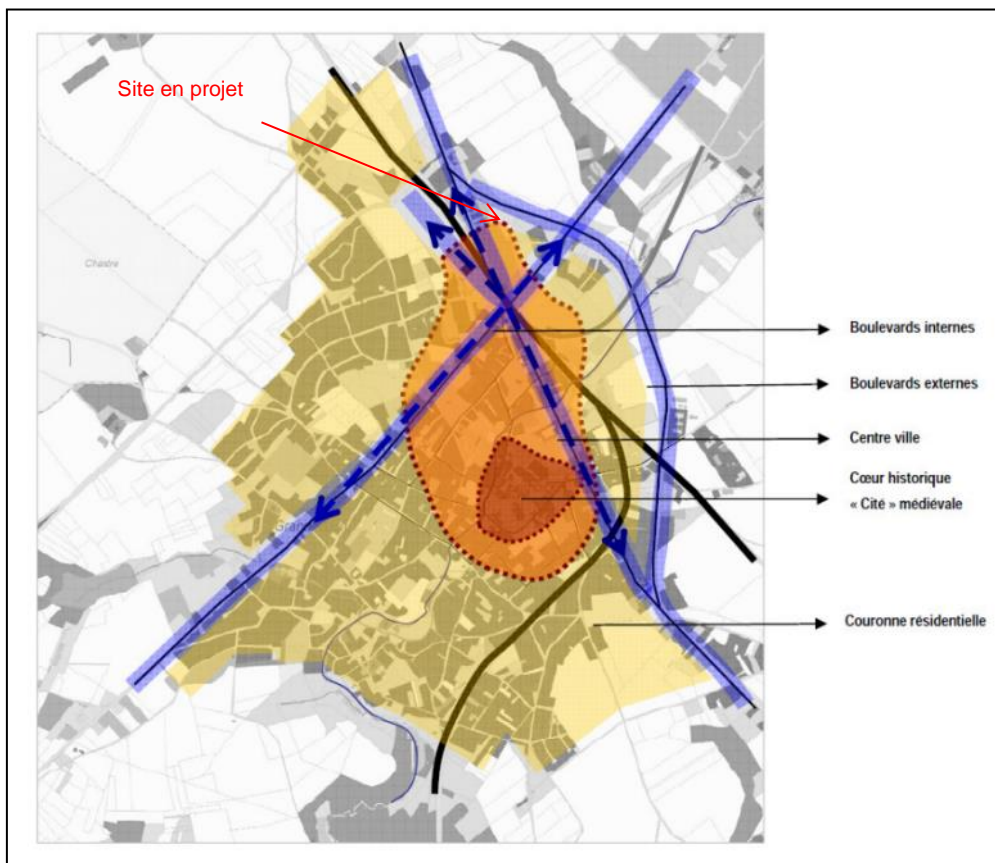 Site en projet
Chastre
Boulevards internes
Boulevards externes
Centre ville
Cœur historique
« Cité » médiévale
Couronne résidentielle